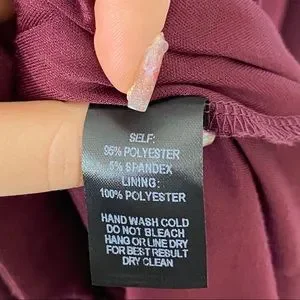 SELF:
95% POLYESTER
5% SPANDEX
LINING:
100% POLYESTER
HAND WASH COLD
DO NOT BLEACH
HANG OR LINE DRY
FOR BEST RESULT
DRY CLEAN